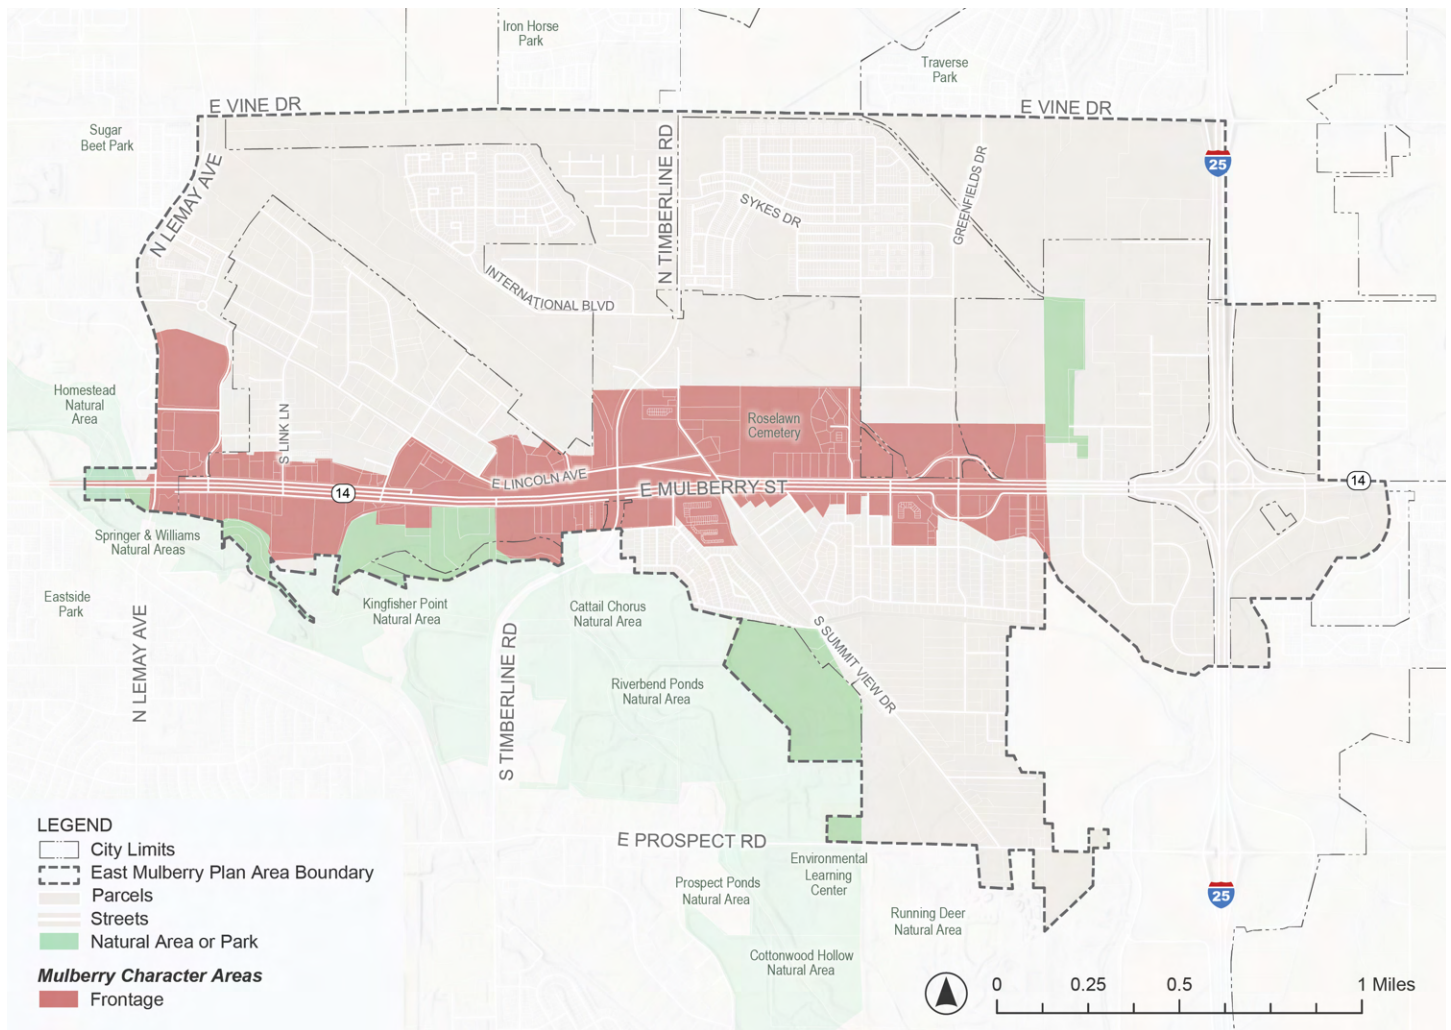 Iron Horse
Park
Traverse
Park
E VINE DR
E VINE DR
Sugar
Beet Park
N LEMAY AVE
N TIMBERLINE RD
25
GREENFIELDS DR
SYKES DR
INTERNATIONAL BLVD
Homestead
Natural
Area
S LINK LN
Roselawn
Cemetery
E LINCOLN AVE
E MULBERRY ST
14
14
Springer & Williams
Natural Areas
Eastside
Park
Kingfisher Point
Natural Area
Cattail Chorus
Natural Area
N LEMAY AVE
S TIMBERLINE RD
S SUMMIT VIEW DR
Riverbend Ponds
Natural Area
E PROSPECT RD
Environmental
Learning
Center
Prospect Ponds
Natural Area
25
Running Deer
Natural Area
Cottonwood Hollow
Natural Area
LEGEND
City Limits
East Mulberry Plan Area Boundary
Parcels
Streets
Natural Area or Park
Mulberry Character Areas
Frontage
0 0.25 0.5 1 Miles